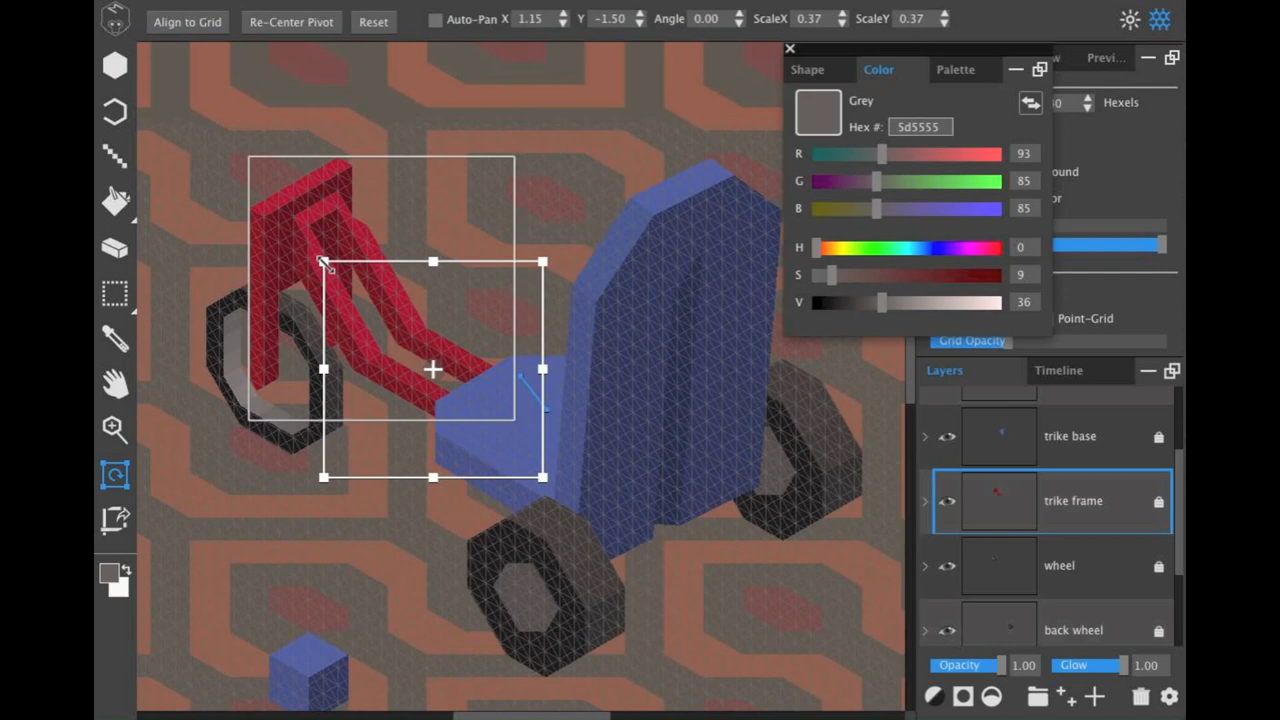 Align to Grid Re-Center Pivot Reset Auto-Pan X 1.15 Y -1.50 Angle 0.00 ScaleX 0.37 ScaleY 0.37
Shape Color Palette
Previ...
Grey
Hex #: 5d5555
Hexels
R 93
G 85
B 85
H 0
S 9
V 36
Point-Grid
Grid Opacity
Layers Timeline
trike base
trike frame
wheel
back wheel
Opacity 1.00 Glow 1.00